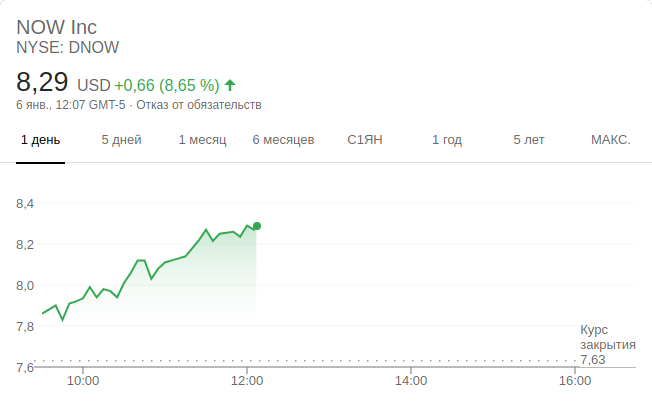 NOW Inc
NYSE: DNOW
8,29 USD +0,66 (8,65 %)
6 янв., 12:07 GMT-5 · Отказ от обязательств
1 день 5 дней 1 месяц 6 месяцев С1ЯН 1 год 5 лет МАКС.
8,4
8,2
8,0
7,8
Курс
закрытия
7,63
7,6
10:00 12:00 14:00 16:00